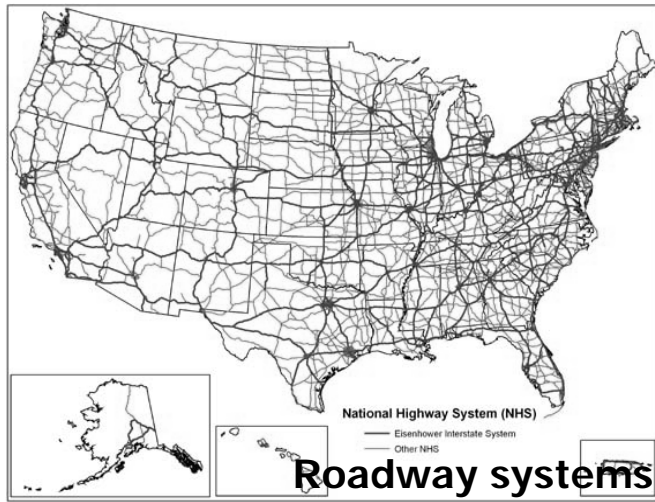 National Highway System (NHS)
Eisenhower Interstate System
Other NHS
Roadway systems